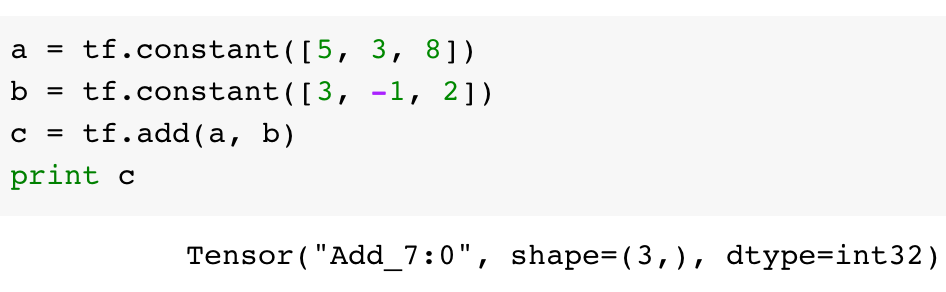 a = tf.constant([5, 3, 8])
b = tf.constant([3, -1, 2])
c = tf.add(a, b)
print c
Tensor("Add_7:0", shape=(3,), dtype=int32)